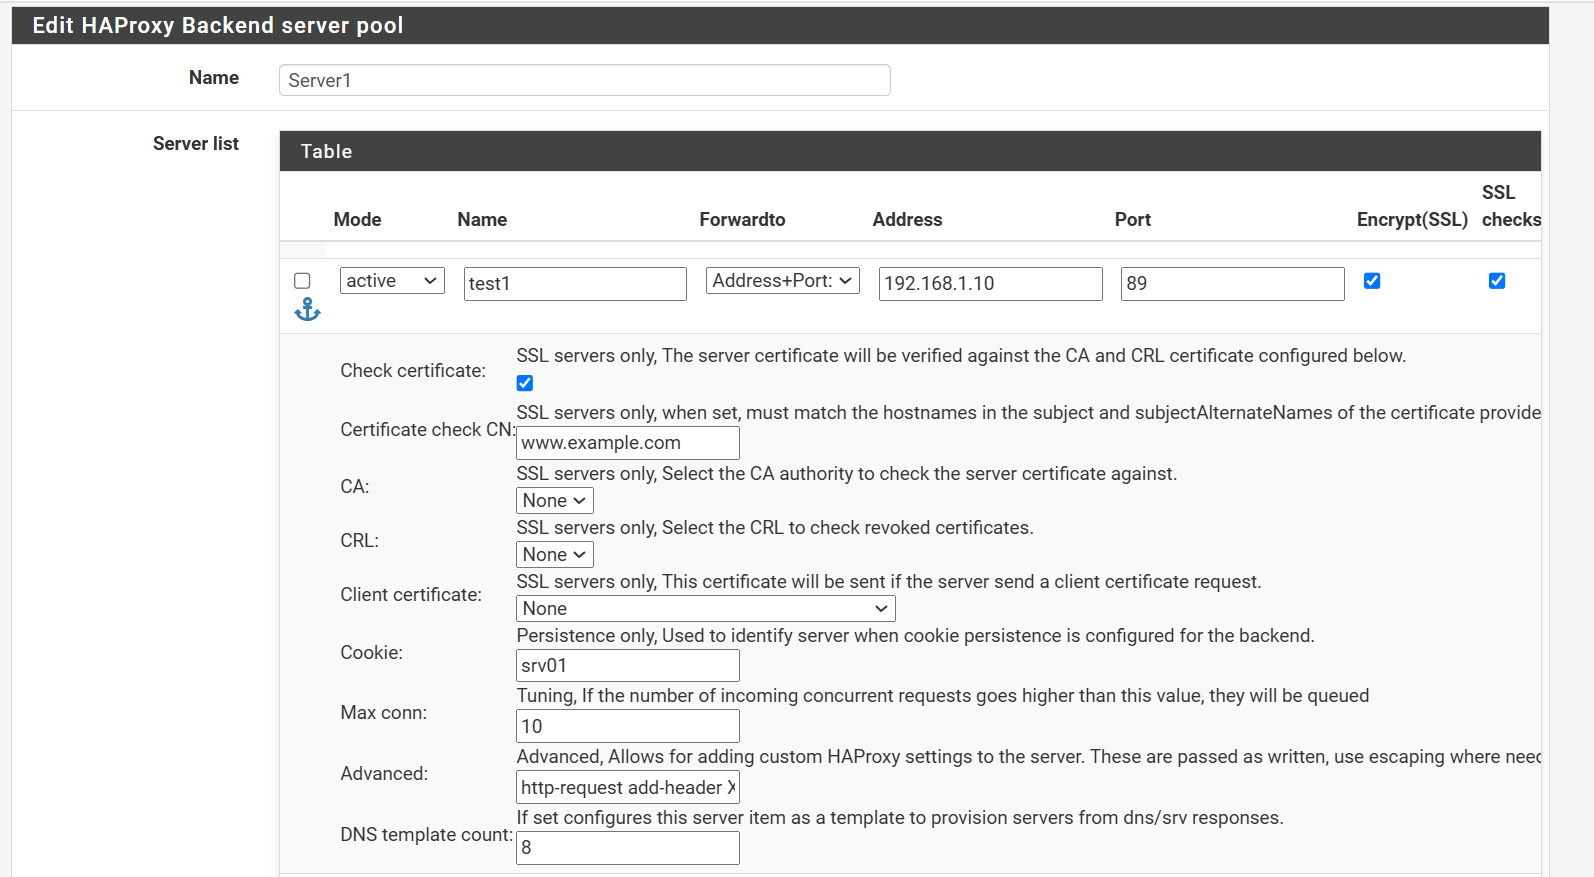 Edit HAProxy Backend server pool
Name
Server1
Server list
Table
Mode Name Forwardto Address Port Encrypt(SSL) SSL checks
active test1 Address+Port: 192.168.1.10 89
Check certificate: SSL servers only, The server certificate will be verified against the CA and CRL certificate configured below.
Certificate check CN: SSL servers only, when set, must match the hostnames in the subject and subjectAlternateNames of the certificate provide
www.example.com
CA: SSL servers only, Select the CA authority to check the server certificate against.
None
CRL: SSL servers only, Select the CRL to check revoked certificates.
None
Client certificate: SSL servers only, This certificate will be sent if the server send a client certificate request.
None
Cookie: Persistence only, Used to identify server when cookie persistence is configured for the backend.
srv01
Max conn: Tuning, If the number of incoming concurrent requests goes higher than this value, they will be queued
10
Advanced: Advanced, Allows for adding custom HAProxy settings to the server. These are passed as written, use escaping where need
http-request add-header X
DNS template count: If set configures this server item as a template to provision servers from dns/srv responses.
8